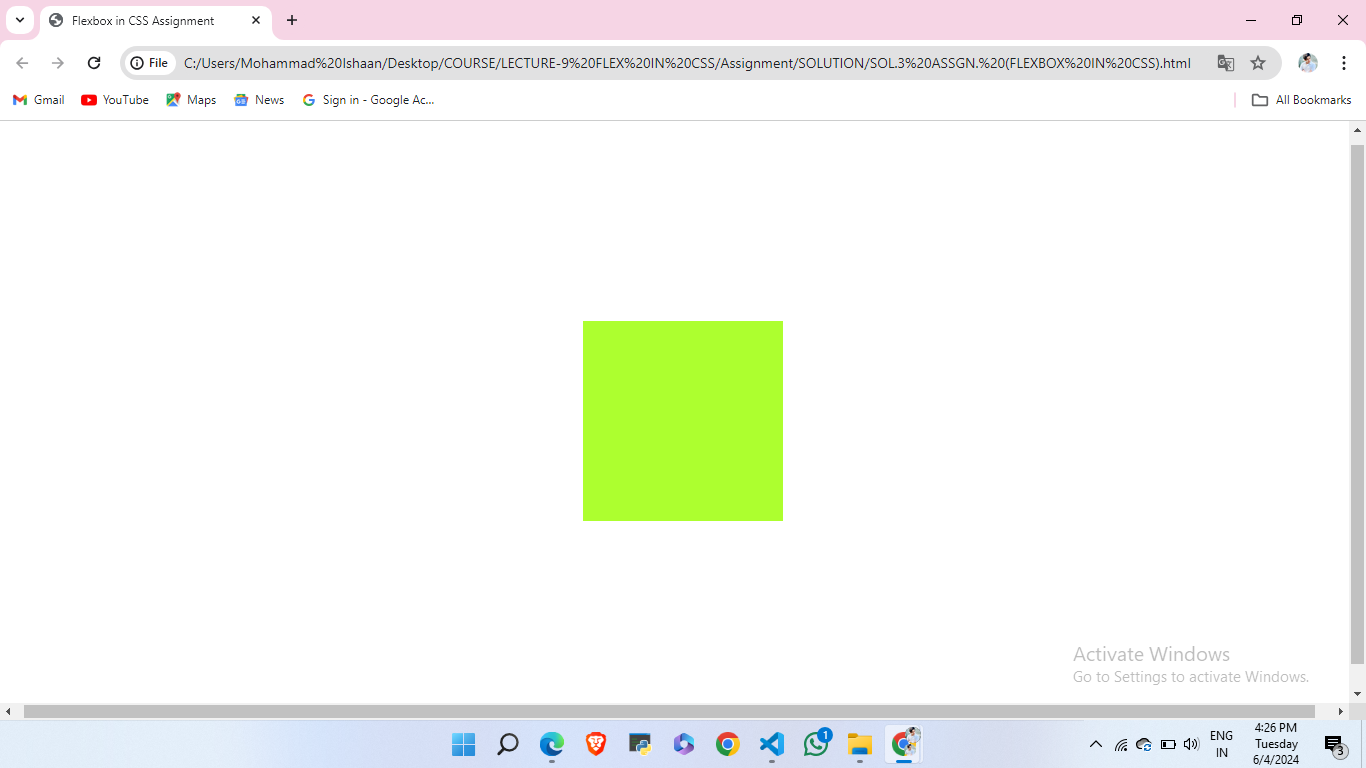 Flexbox in CSS Assignment
File
C:/Users/Mohammad%20Ishaan/Desktop/COURSE/LECTURE-9%20FLEX%20IN%20CSS/Assignment/SOLUTION/SOL.3%20ASSGN.%20(FLEXBOX%20IN%20CSS).html
Gmail YouTube Maps News Sign in - Google Ac... All Bookmarks
Activate Windows
Go to Settings to activate Windows.
1
ENG
IN
4:26 PM
Tuesday
6/4/2024
3